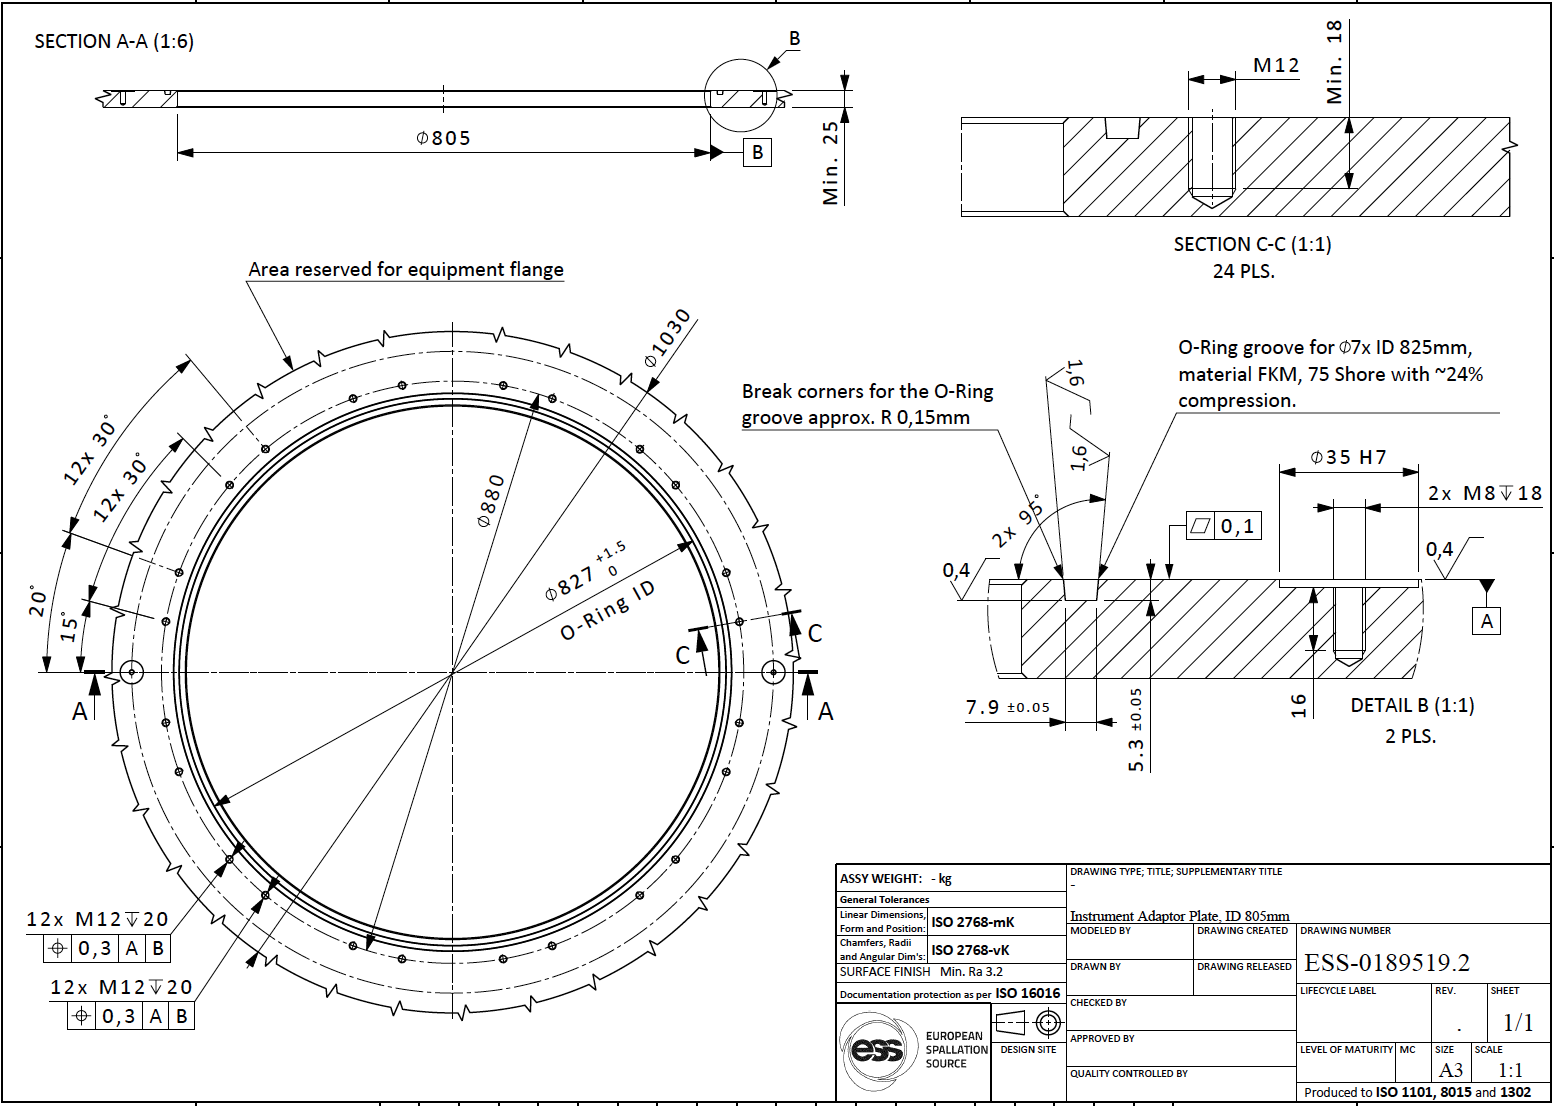 SECTION A-A (1:6)
B
⌀805
B
Min. 25
M12
Min. 18
SECTION C-C (1:1)
24 PLS.
Area reserved for equipment flange
⌀1030
12x 30°
12x 30°
20°
15°
⌀880
⌀827 +1.5 0
O-Ring ID
C
C
A
A
12x M12↧20
⌖ 0,3 A B
12x M12↧20
⌖ 0,3 A B
Break corners for the O-Ring
groove approx. R 0,15mm
1,6
1,6
O-Ring groove for ⌀7x ID 825mm,
material FKM, 75 Shore with ~24%
compression.
⌀35 H7
2x M8↧18
2x 95°
⏥ 0,1
0,4
0,4
A
7.9 ±0.05
5.3 ±0.05
16
DETAIL B (1:1)
2 PLS.
ASSY WEIGHT: - kg
General Tolerances
Linear Dimensions,
Form and Position:
ISO 2768-mK
Chamfers, Radii
and Angular Dim's:
ISO 2768-vK
SURFACE FINISH Min. Ra 3.2
Documentation protection as per ISO 16016
ess
EUROPEAN
SPALLATION
SOURCE
DESIGN SITE
DRAWING TYPE; TITLE; SUPPLEMENTARY TITLE
-
Instrument Adaptor Plate, ID 805mm
MODELED BY
DRAWING CREATED
DRAWING NUMBER
ESS-0189519.2
DRAWN BY
DRAWING RELEASED
LIFECYCLE LABEL
REV.
.
SHEET
1/1
CHECKED BY
APPROVED BY
LEVEL OF MATURITY
MC
SIZE
A3
SCALE
1:1
QUALITY CONTROLLED BY
Produced to ISO 1101, 8015 and 1302